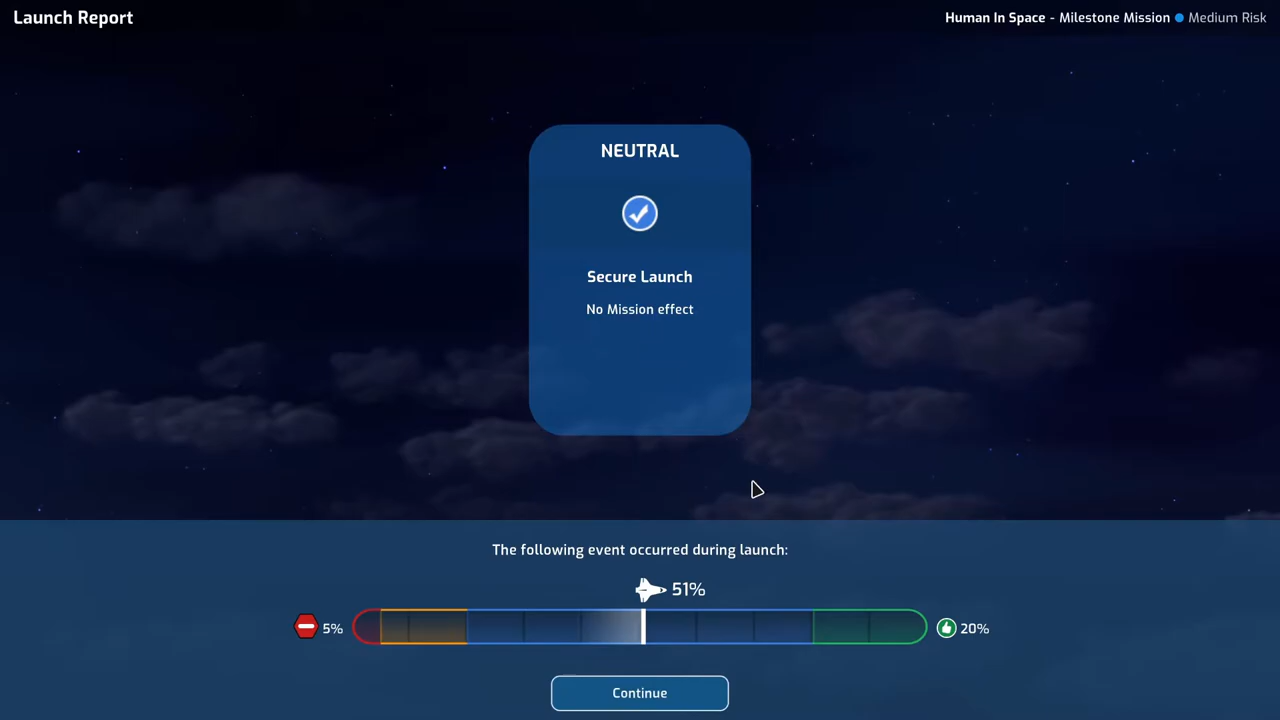 Launch Report
Human In Space - Milestone Mission Medium Risk
NEUTRAL
Secure Launch
No Mission effect
The following event occurred during launch:
51%
5%
20%
Continue